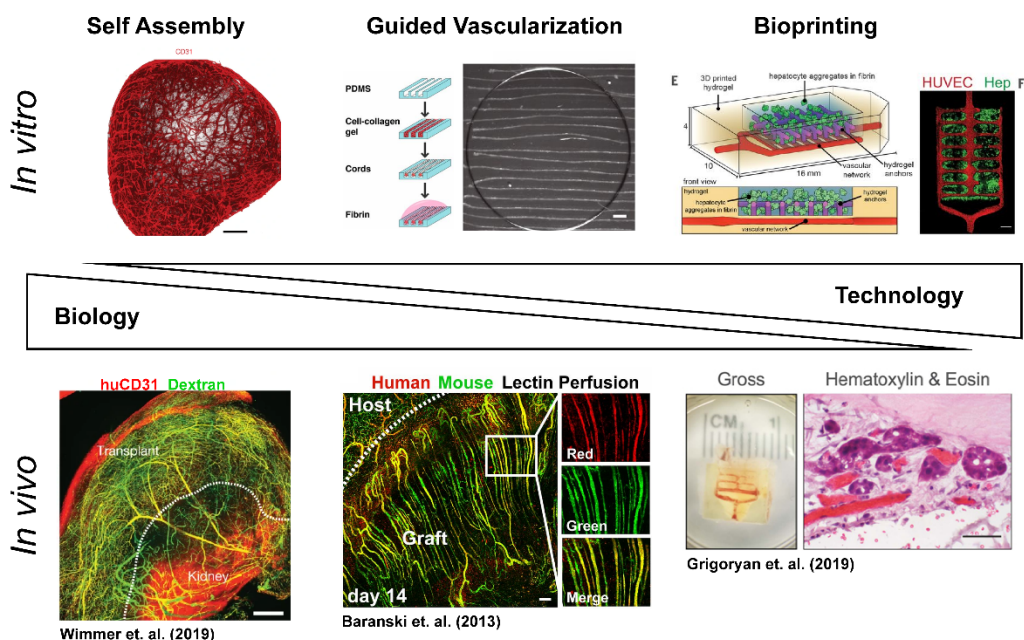 Self Assembly
Guided Vascularization
Bioprinting
In vitro
CD31
PDMS
Cell-collagen
gel
Cords
Fibrin
E
3D printed
hydrogel
hepatocyte aggregates in fibrin
4
10
16 mm
vascular
network
hydrogel
anchors
front view
hydrogel
hepatocyte
aggregates in fibrin
hydrogel
anchors
vascular network
HUVEC Hep
F
Biology
Technology
In vivo
huCD31 Dextran
Transplant
Kidney
Wimmer et. al. (2019)
Human Mouse Lectin Perfusion
Host
Graft
day 14
Red
Green
Merge
Baranski et. al. (2013)
Gross
Hematoxylin & Eosin
CM 1
Grigoryan et. al. (2019)